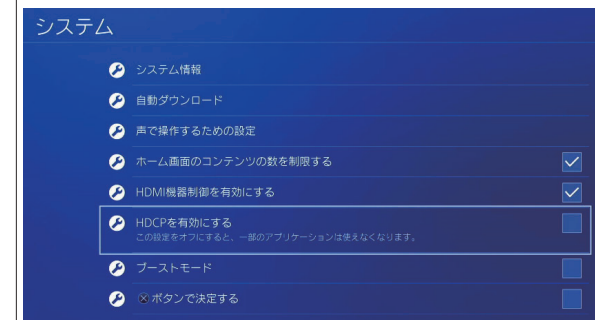 システム
システム情報
自動ダウンロード
声で操作するための設定
ホーム画面のコンテンツの数を制限する
HDMI機器制御を有効にする
HDCPを有効にする
この設定をオフにすると、一部のアプリケーションは使えなくなります。
ブーストモード
⊗ボタンで決定する